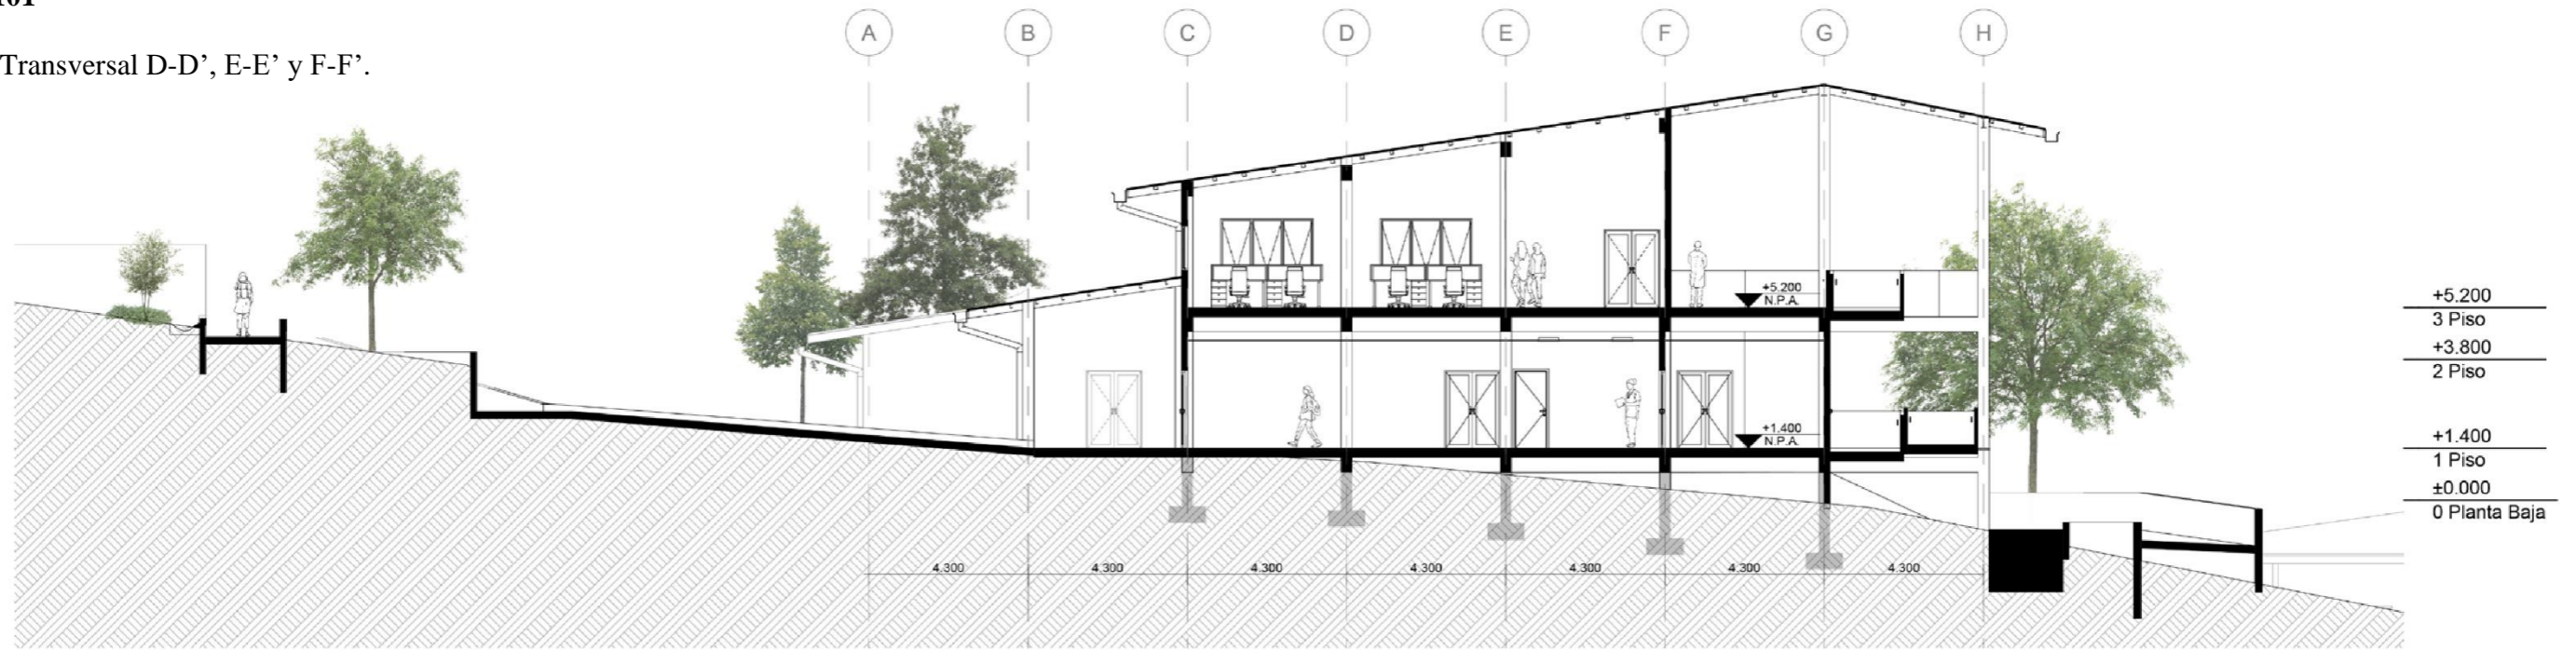 Transversal D-D’, E-E’ y F-F’.
A B C D E F G H
+5.200
N.P.A.
+1.400
N.P.A.
+5.200
3 Piso
+3.800
2 Piso
+1.400
1 Piso
±0.000
0 Planta Baja
4.300 4.300 4.300 4.300 4.300 4.300 4.300